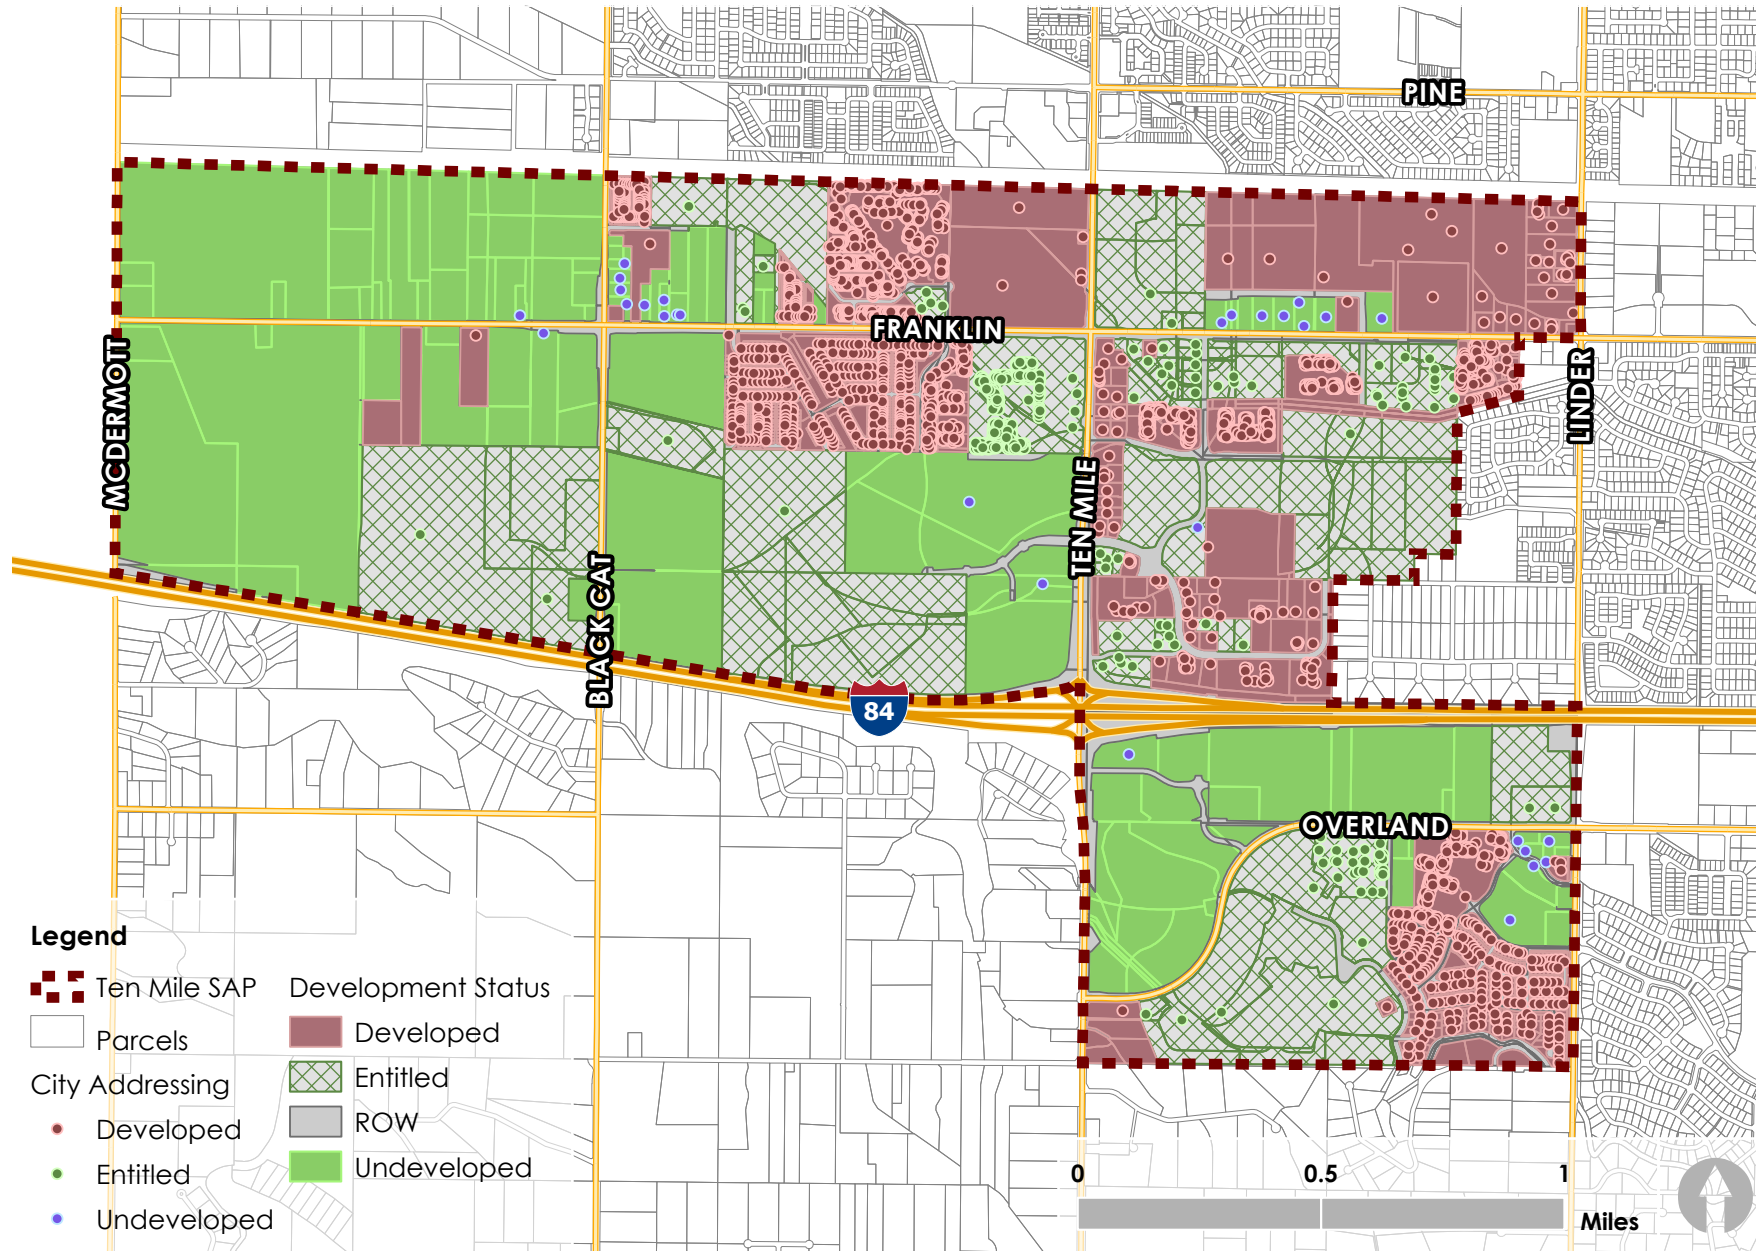 PINE
FRANKLIN
MCDERMOTT
LINDER
TEN MILE
BLACK CAT
84
OVERLAND
Legend
Ten Mile SAP
Parcels
City Addressing
Developed
Entitled
Undeveloped
Development Status
Developed
Entitled
ROW
Undeveloped
0 0.5 1
Miles